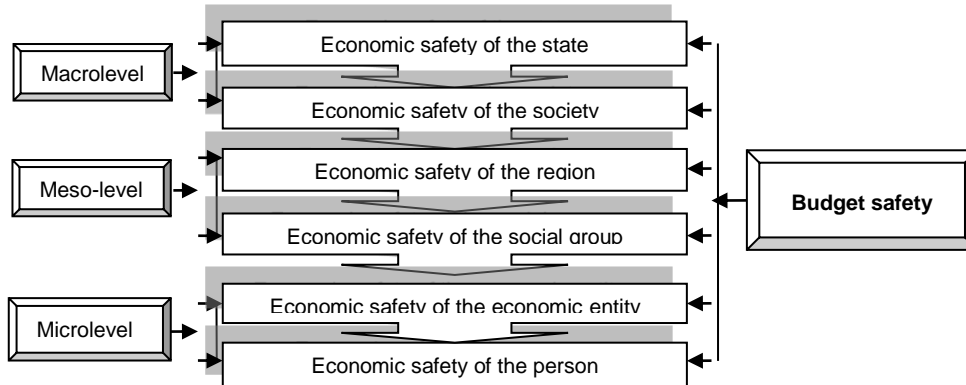 Economic safety of the state
Macrolevel
Economic safety of the society
Economic safety of the region
Meso-level
Budget safety
Economic safety of the social group
Economic safety of the economic entity
Microlevel
Economic safety of the person